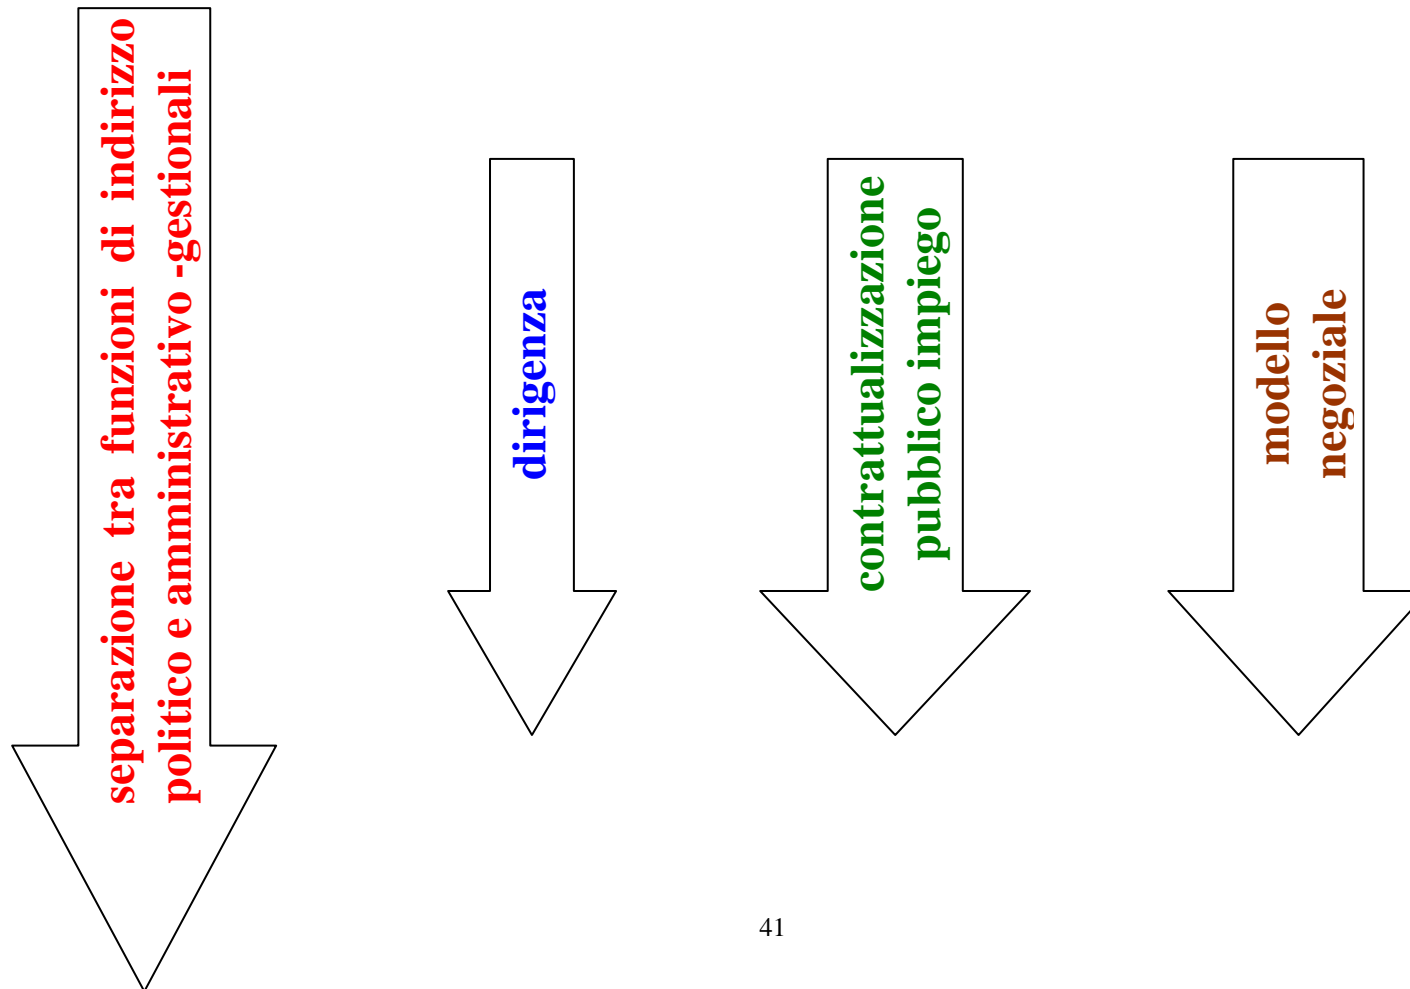 separazione tra funzioni di indirizzo
politico e amministrativo -gestionali
dirigenza
contrattualizzazione
pubblico impiego
modello
negoziale
41